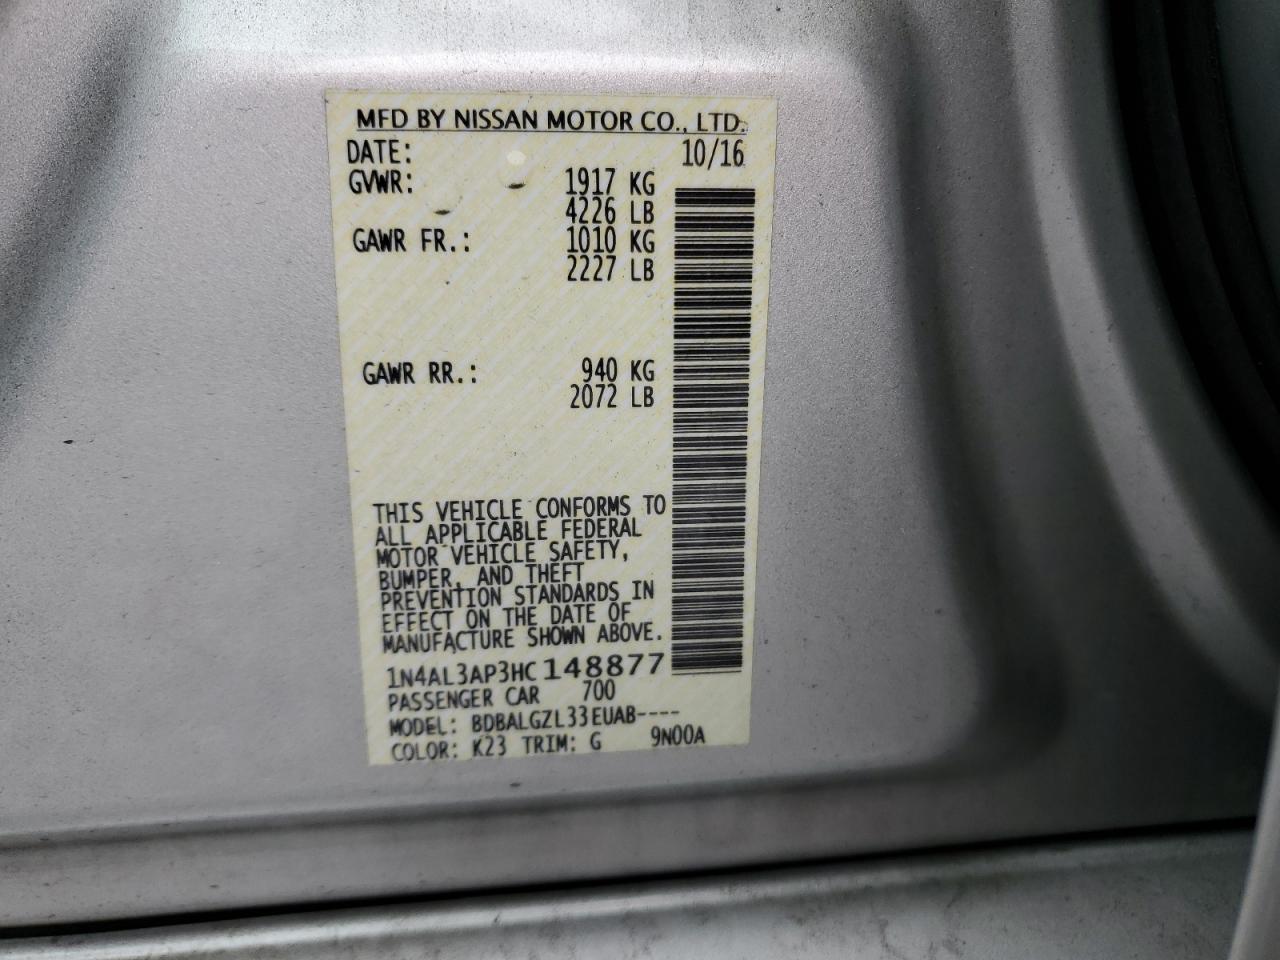 MFD BY NISSAN MOTOR CO., LTD.
DATE: 10/16
GVWR: 1917 KG
4226 LB
GAWR FR.: 1010 KG
2227 LB
GAWR RR.: 940 KG
2072 LB
THIS VEHICLE CONFORMS TO
ALL APPLICABLE FEDERAL
MOTOR VEHICLE SAFETY,
BUMPER, AND THEFT
PREVENTION STANDARDS IN
EFFECT ON THE DATE OF
MANUFACTURE SHOWN ABOVE.
1N4AL3AP3HC148877
PASSENGER CAR 700
MODEL: BDBALGZL33EUAB----
COLOR: K23 TRIM: G 9N00A